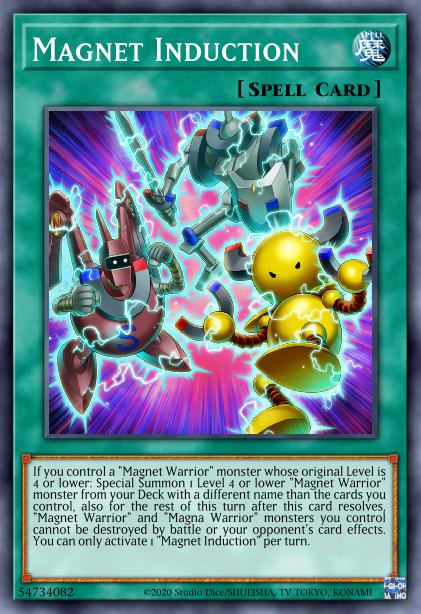 Magnet Induction
SPELL
魔
[Spell Card]
S
If you control a "Magnet Warrior" monster whose original Level is
4 or lower: Special Summon 1 Level 4 or lower "Magnet Warrior"
monster from your Deck with a different name than the cards you
control, also for the rest of this turn after this card resolves,
"Magnet Warrior" and "Magna Warrior" monsters you control
cannot be destroyed by battle or your opponent's card effects.
You can only activate 1 "Magnet Induction" per turn.
54734082
©2020 Studio Dice/SHUEISHA, TV TOKYO, KONAMI